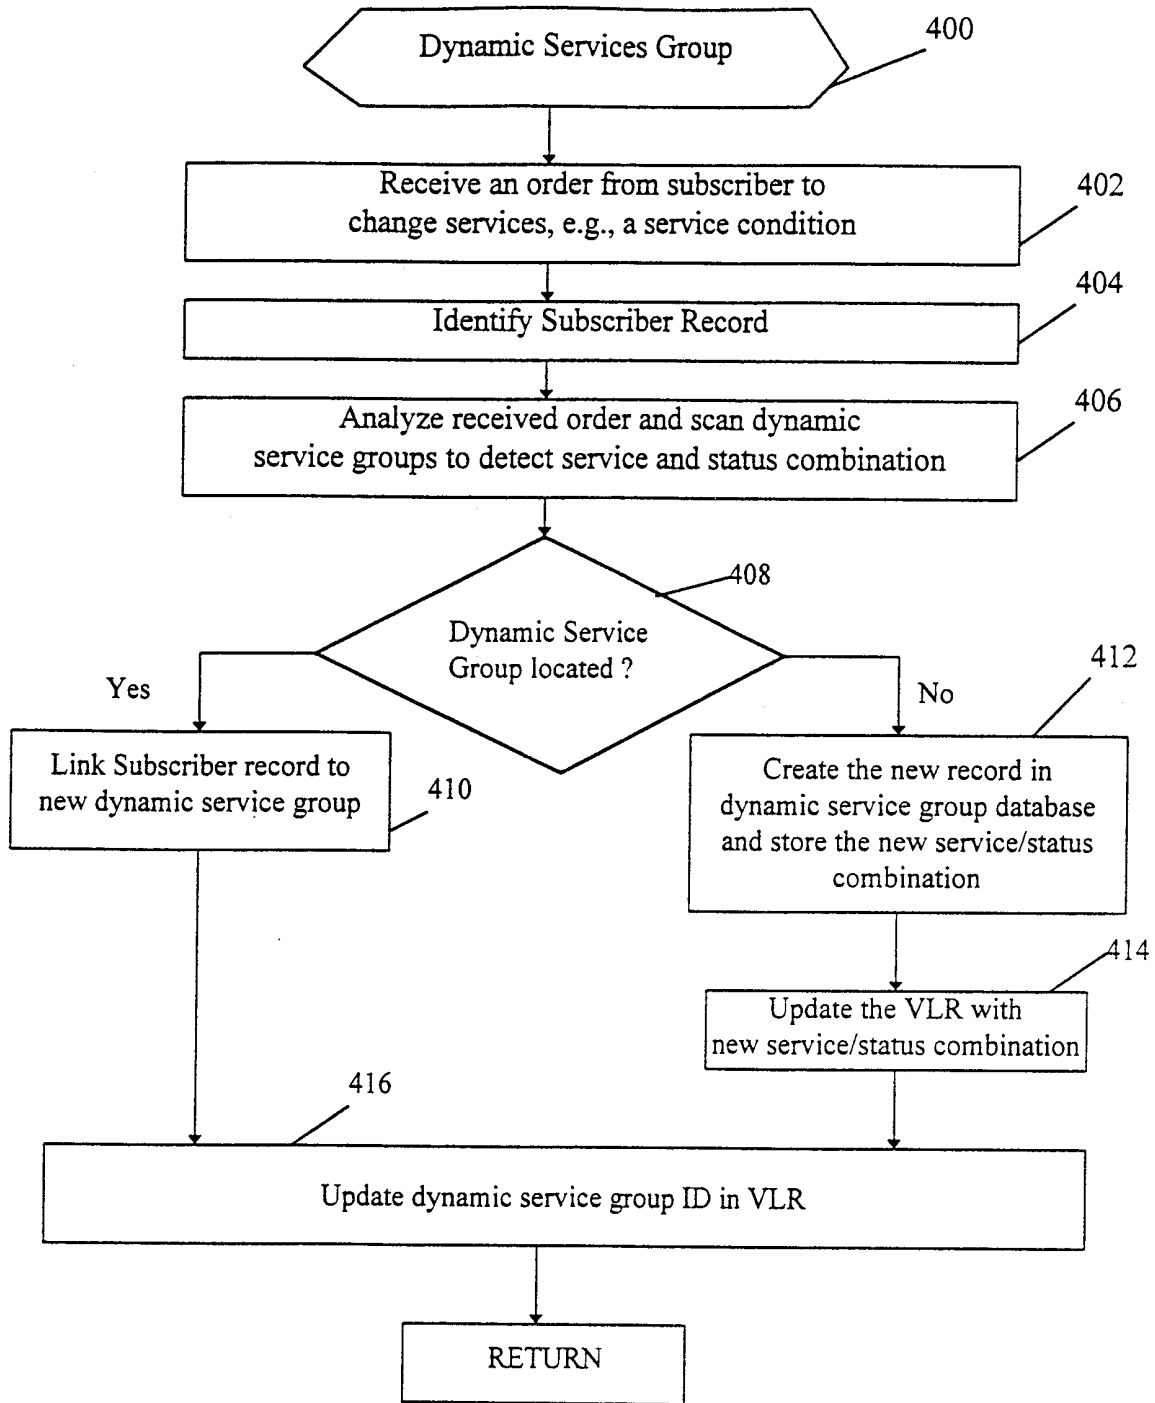 Dynamic Services Group
400
Receive an order from subscriber to
change services, e.g., a service condition
402
Identify Subscriber Record
404
Analyze received order and scan dynamic
service groups to detect service and status combination
406
408
Dynamic Service
Group located ?
Yes
No
412
Link Subscriber record to
new dynamic service group
410
Create the new record in
dynamic service group database
and store the new service/status
combination
414
Update the VLR with
new service/status combination
416
Update dynamic service group ID in VLR
RETURN